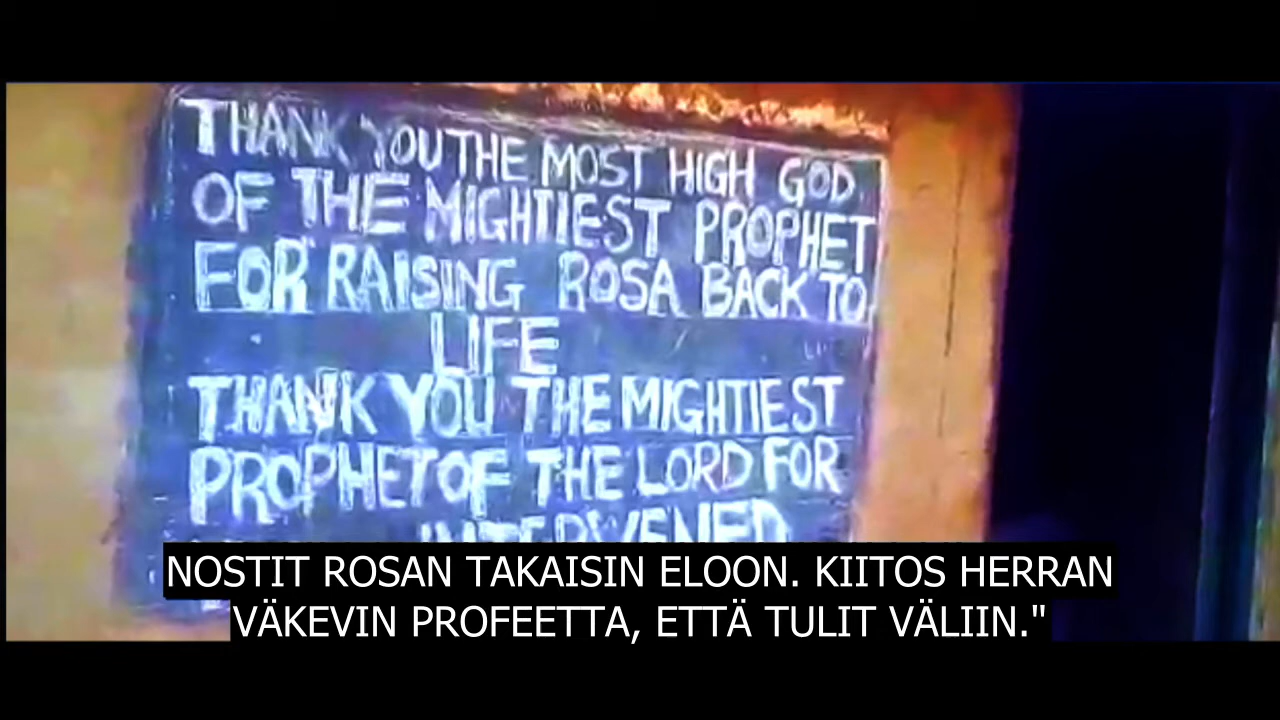 THANK YOU THE MOST HIGH GOD
OF THE MIGHTIEST PROPHET
FOR RAISING ROSA BACK TO
LIFE
THANK YOU THE MIGHTIEST
PROPHET OF THE LORD FOR
INTERVENED
NOSTIT ROSAN TAKAISIN ELOON. KIITOS HERRAN
VÄKEVIN PROFEETTA, ETTÄ TULIT VÄLIIN."